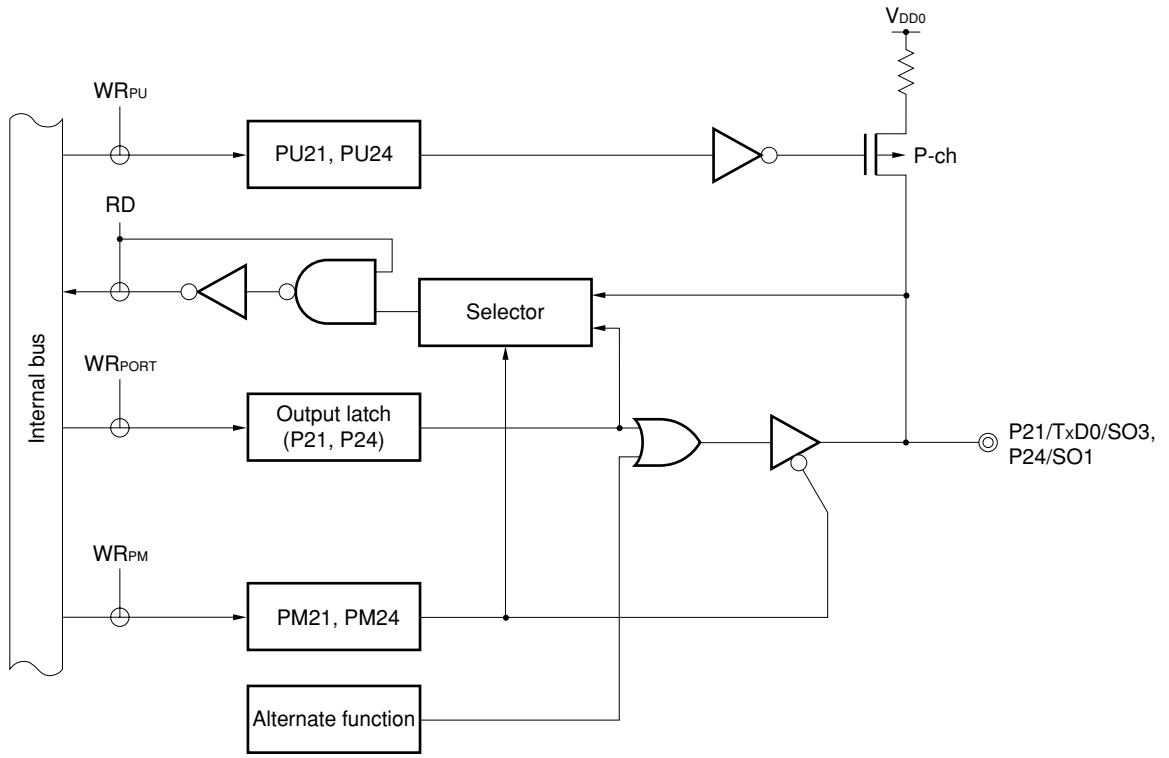 VDD0
WRPU
PU21, PU24
P-ch
RD
Selector
Internal bus
WRPORT
Output latch
(P21, P24)
P21/TxD0/SO3,
P24/SO1
WRPM
PM21, PM24
Alternate function